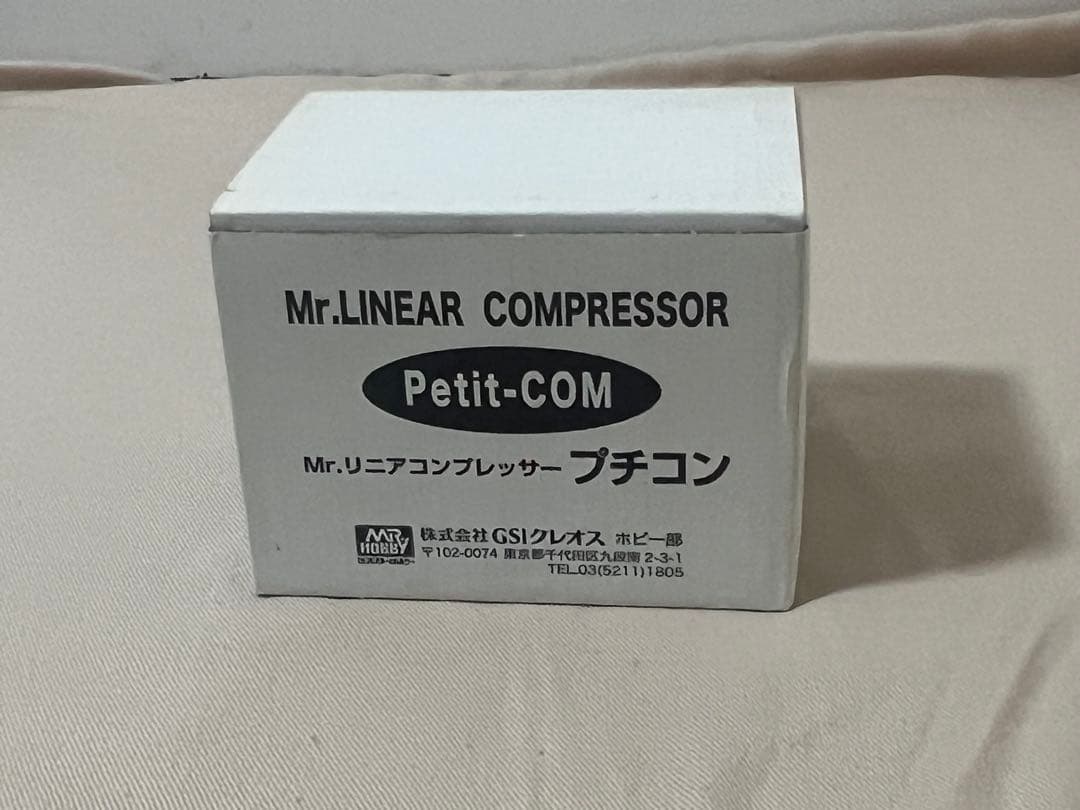 Mr.LINEAR COMPRESSOR
Petit-COM
Mr.リニアコンプレッサー プチコン
MR. HOBBY
株式会社 GSIクレオス ホビー部
〒102-0074 東京都千代田区九段南 2-3-1
TEL.03(5211)1805